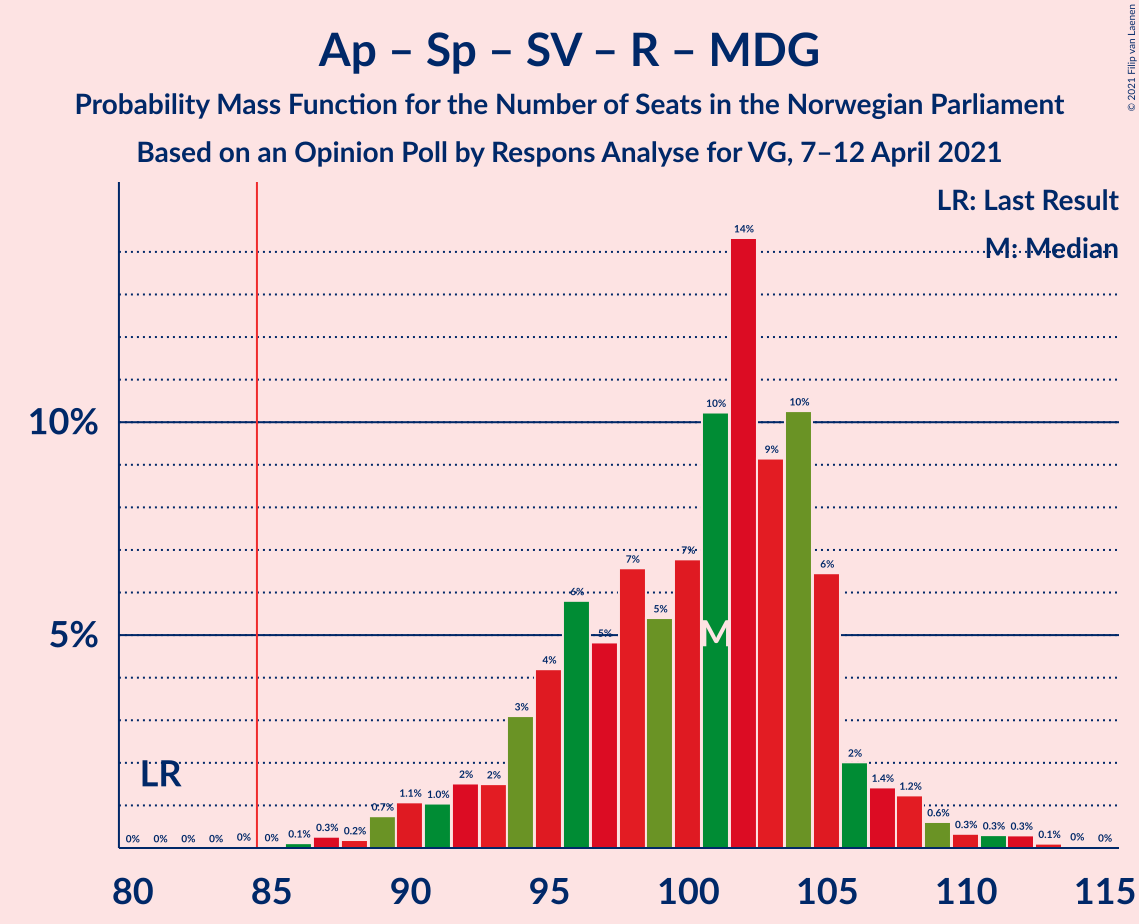 Ap – Sp – SV – R – MDG
Probability Mass Function for the Number of Seats in the Norwegian Parliament
Based on an Opinion Poll by Respons Analyse for VG, 7–12 April 2021
© 2021 Filip van Laenen
LR: Last Result
M: Median
14%
10% 10%
10%
9%
7% 7% 6%
6%
5% 5%
5%
M
4%
3%
LR
2% 2% 2%
1.4% 1.2%
0.7% 1.1% 1.0% 0.6%
0% 0% 0% 0% 0% 0% 0.1% 0.3% 0.2% 0.3% 0.3% 0.3% 0.1% 0% 0%
80 85 90 95 100 105 110 115